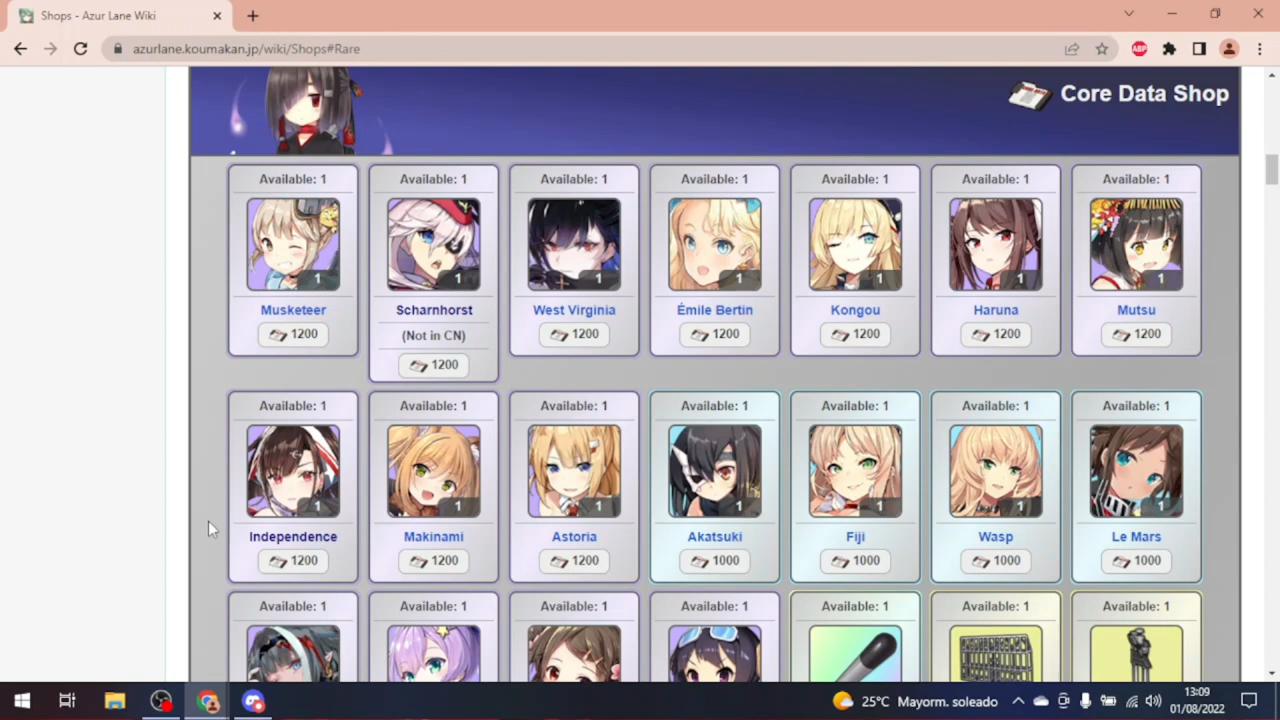 Shops - Azur Lane Wiki
azurlane.koumakan.jp/wiki/Shops#Rare
ABP
Core Data Shop
Available: 1 Available: 1 Available: 1 Available: 1 Available: 1 Available: 1 Available: 1
1 1 1 1 1 1 1
Musketeer Scharnhorst West Virginia Émile Bertin Kongou Haruna Mutsu
1200 (Not in CN) 1200 1200 1200 1200 1200
1200
Available: 1 Available: 1 Available: 1 Available: 1 Available: 1 Available: 1 Available: 1
1 1 1 1 1 1 1
Independence Makinami Astoria Akatsuki Fiji Wasp Le Mars
1200 1200 1200 1000 1000 1000 1000
Available: 1 Available: 1 Available: 1 Available: 1 Available: 1 Available: 1 Available: 1
25°C Mayorm. soleado
13:09
01/08/2022